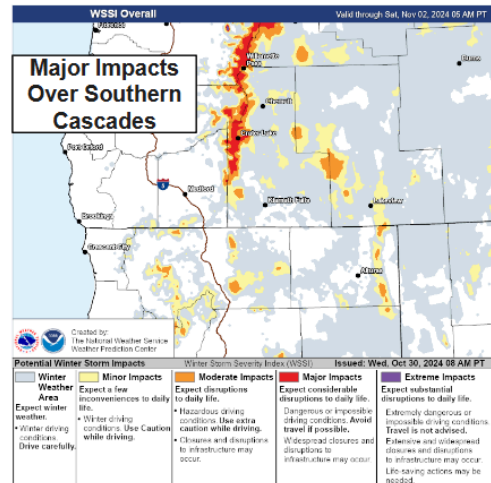 WSSI Overall
Valid through Sat, Nov 02, 2024 05 AM PT
Major Impacts
Over Southern
Cascades
Willamette
Pass
Burns
Chemult
Crater Lake
Port Orford
Medford
Klamath Falls
Lakeview
Brookings
Crescent City
Alturas
5
Created by:
The National Weather Service
Weather Prediction Center
Potential Winter Storm Impacts
Winter Storm Severity Index (WSSI)
Issued: Wed, Oct 30, 2024 08 AM PT
Winter
Weather
Area
Expect winter
weather.
• Winter driving
conditions.
Drive carefully.
Minor Impacts
Expect a few
inconveniences to daily
life.
• Winter driving
conditions. Use Caution
while driving.
Moderate Impacts
Expect disruptions
to daily life.
• Hazardous driving
conditions. Use extra
caution while driving.
• Closures and disruptions
to infrastructure may
occur.
Major Impacts
Expect considerable
disruptions to daily life.
Dangerous or impossible
driving conditions. Avoid
travel if possible.
Widespread closures and
disruptions to
infrastructure may occur.
Extreme Impacts
Expect substantial
disruptions to daily life.
Extremely dangerous or
impossible driving conditions.
Travel is not advised.
Extensive and widespread
closures and disruptions
to infrastructure may occur.
Life-saving actions may be
needed.